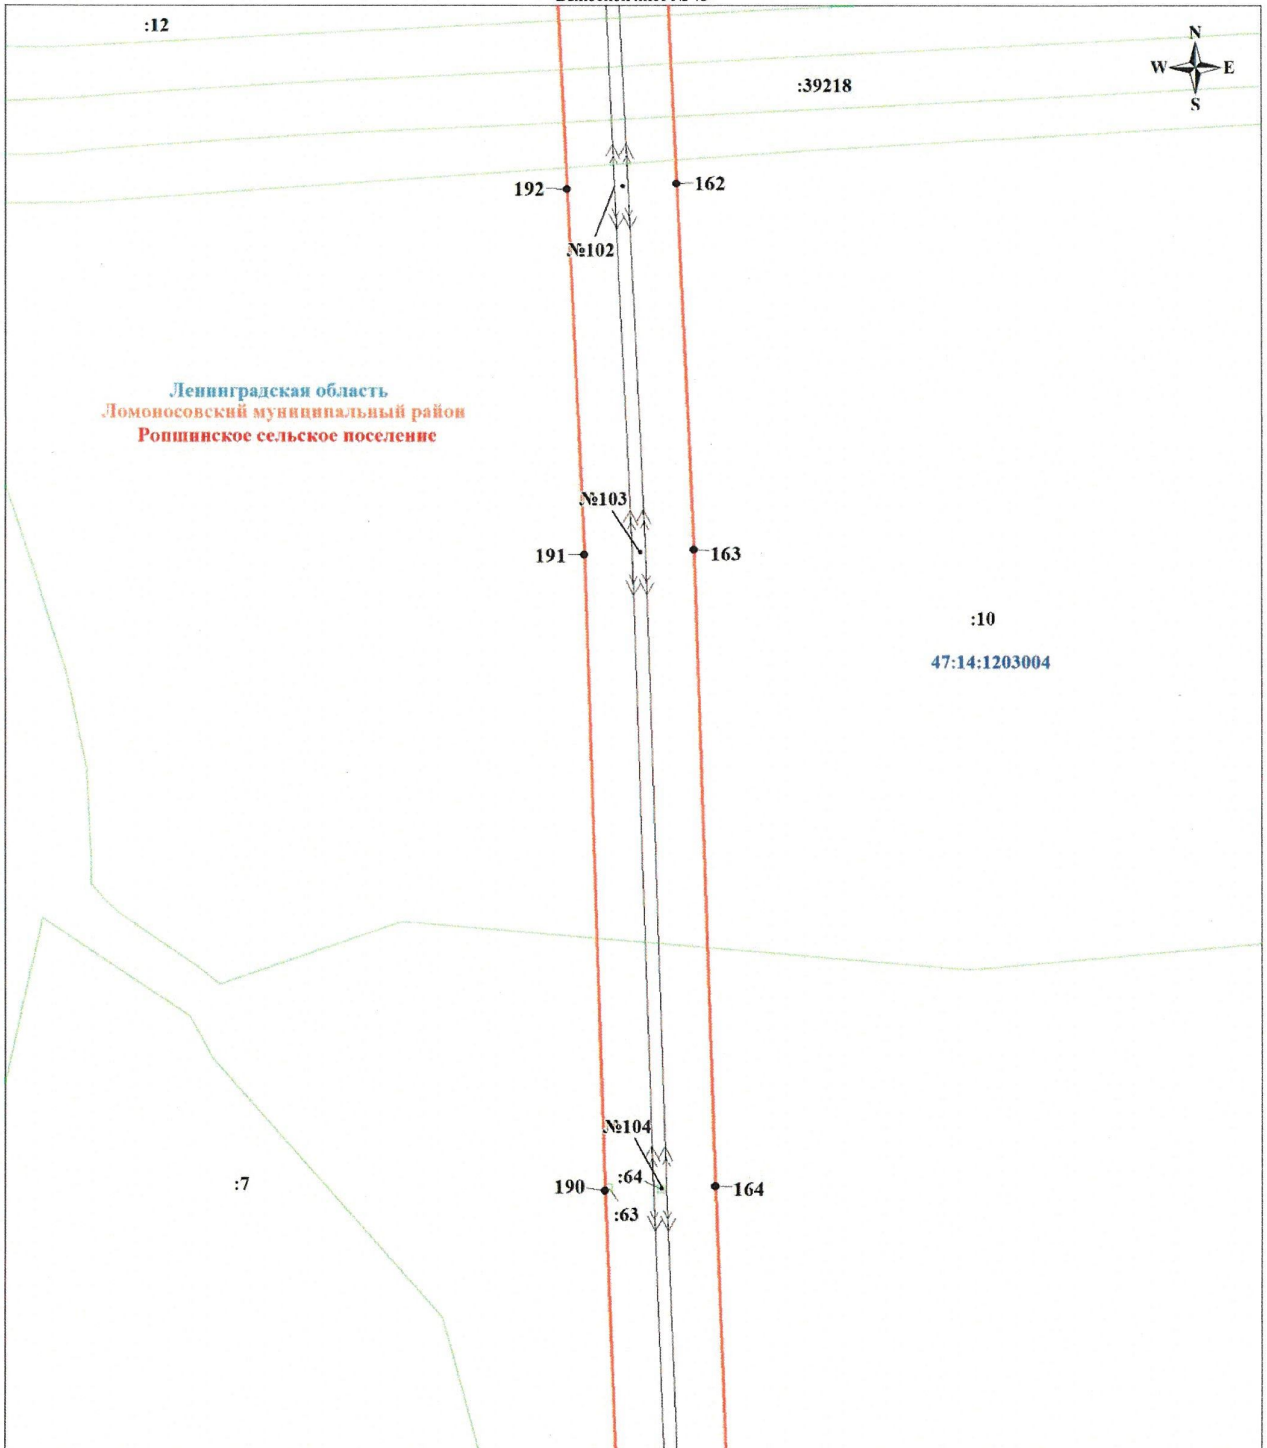 :12
N
W E
S
:39218
192
162
№102
Ленинградская область
Ломоносовский муниципальный район
Ропшинское сельское поселение
№103
191
163
:10
47:14:1203004
№104
:64
:7
190
164
:63